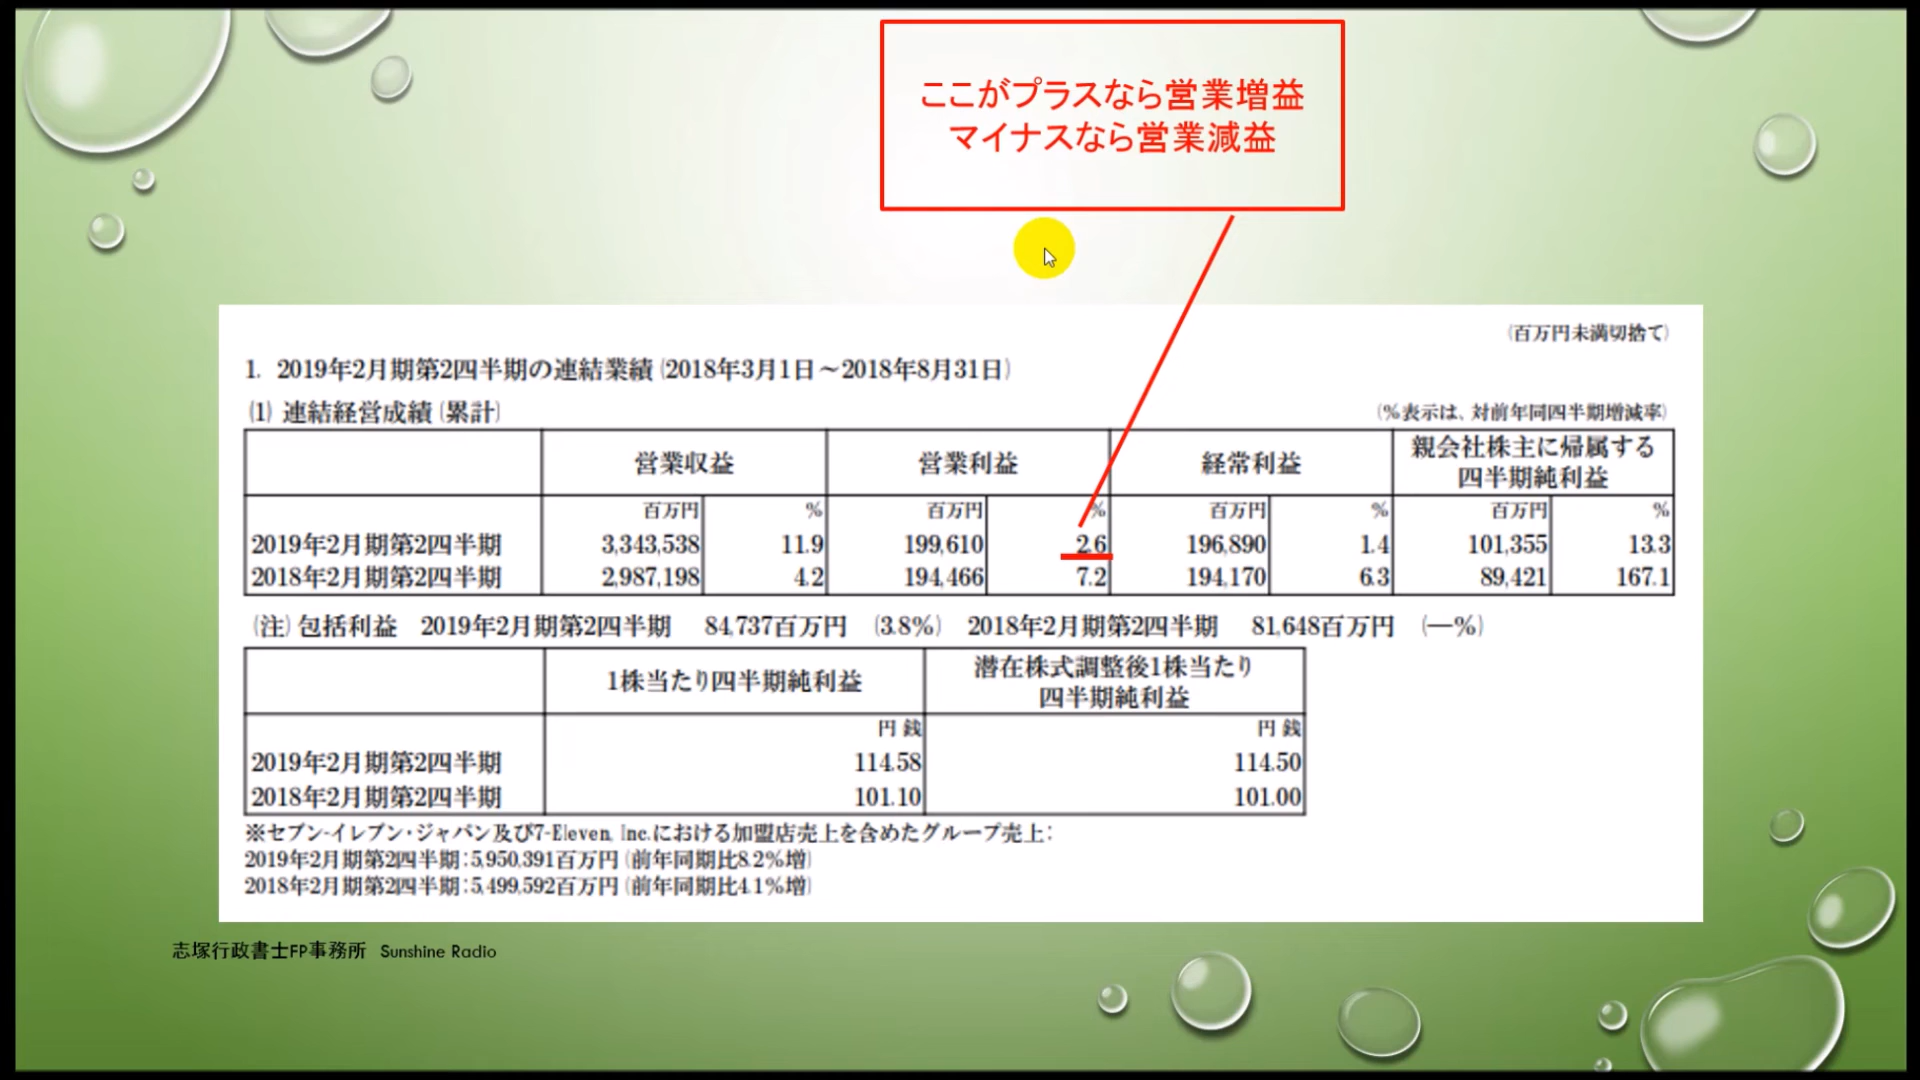 ここがプラスなら営業増益
マイナスなら営業減益
(百万円未満切捨て)
1. 2019年2月期第2四半期の連結業績(2018年3月1日～2018年8月31日)
(1) 連結経営成績(累計)
(%表示は、対前年同四半期増減率)
営業収益 営業利益 経常利益 親会社株主に帰属する
四半期純利益
百万円 % 百万円 % 百万円 % 百万円 %
2019年2月期第2四半期 3,343,538 11.9 199,610 2.6 196,890 1.4 101,355 13.3
2018年2月期第2四半期 2,987,198 4.2 194,466 7.2 194,170 6.3 89,421 167.1
(注)包括利益 2019年2月期第2四半期 84,737百万円 (3.8%) 2018年2月期第2四半期 81,648百万円 (―%)
1株当たり四半期純利益 潜在株式調整後1株当たり
四半期純利益
円 銭 円 銭
2019年2月期第2四半期 114.58 114.50
2018年2月期第2四半期 101.10 101.00
※セブン-イレブン・ジャパン及び7-Eleven, Inc.における加盟店売上を含めたグループ売上:
2019年2月期第2四半期:5,950,391百万円(前年同期比8.2%増)
2018年2月期第2四半期:5,499,592百万円(前年同期比4.1%増)
志塚行政書士FP事務所 Sunshine Radio